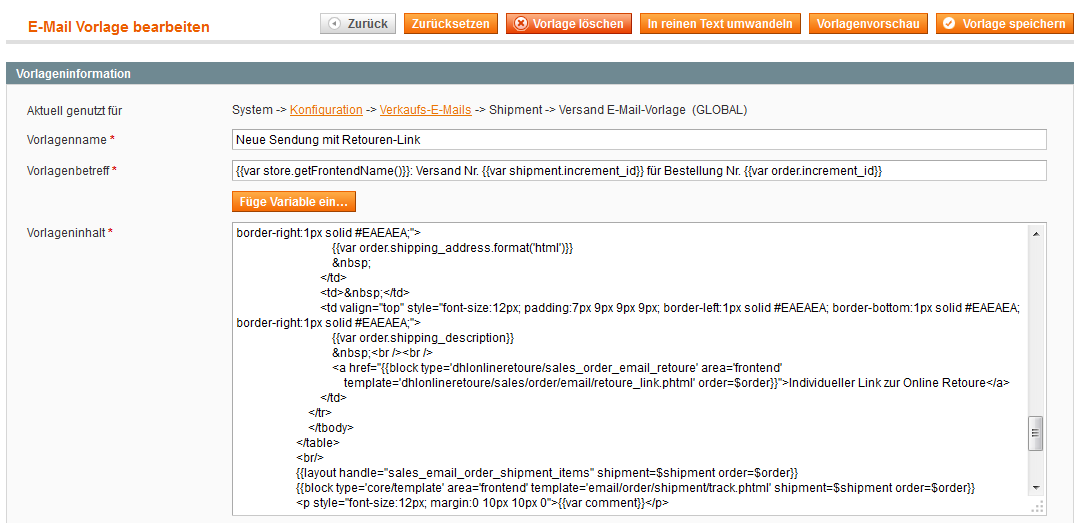 E-Mail Vorlage bearbeiten
Zurück
Zurücksetzen
Vorlage löschen
In reinen Text umwandeln
Vorlagenvorschau
Vorlage speichern
Vorlageninformation
Aktuell genutzt für
System -> Konfiguration -> Verkaufs-E-Mails -> Shipment -> Versand E-Mail-Vorlage (GLOBAL)
Vorlagenname *
Neue Sendung mit Retouren-Link
Vorlagenbetreff *
{{var store.getFrontendName()}}: Versand Nr. {{var shipment.increment_id}} für Bestellung Nr. {{var order.increment_id}}
Füge Variable ein...
Vorlageninhalt *
border-right:1px solid #EAEAEA;">
{{var order.shipping_address.format('html')}}
&nbsp;
</td>
<td>&nbsp;</td>
<td valign="top" style="font-size:12px; padding:7px 9px 9px 9px; border-left:1px solid #EAEAEA; border-bottom:1px solid #EAEAEA;
border-right:1px solid #EAEAEA;">
{{var order.shipping_description}}
&nbsp;<br /><br />
<a href="{{block type='dhlonlineretoure/sales_order_email_retoure' area='frontend'
template='dhlonlineretoure/sales/order/email/retoure_link.phtml' order=$order}}">Individueller Link zur Online Retoure</a>
</td>
</tr>
</tbody>
</table>
<br/>
{{layout handle="sales_email_order_shipment_items" shipment=$shipment order=$order}}
{{block type='core/template' area='frontend' template='email/order/shipment/track.phtml' shipment=$shipment order=$order}}
<p style="font-size:12px; margin:0 10px 10px 0">{{var comment}}</p>